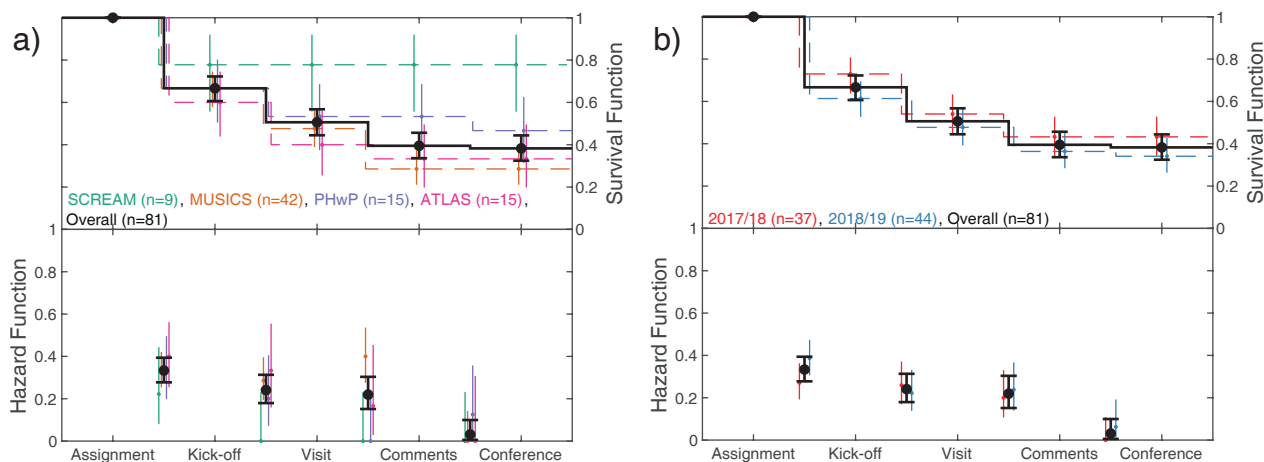 a)
1
0.8
0.6
0.4
0.2
0
Survival Function
SCREAM (n=9), MUSICS (n=42), PHwP (n=15), ATLAS (n=15),
Overall (n=81)
1
0.8
0.6
0.4
0.2
0
Hazard Function
Assignment Kick-off Visit Comments Conference
b)
1
0.8
0.6
0.4
0.2
0
Survival Function
2017/18 (n=37), 2018/19 (n=44), Overall (n=81)
1
0.8
0.6
0.4
0.2
0
Hazard Function
Assignment Kick-off Visit Comments Conference